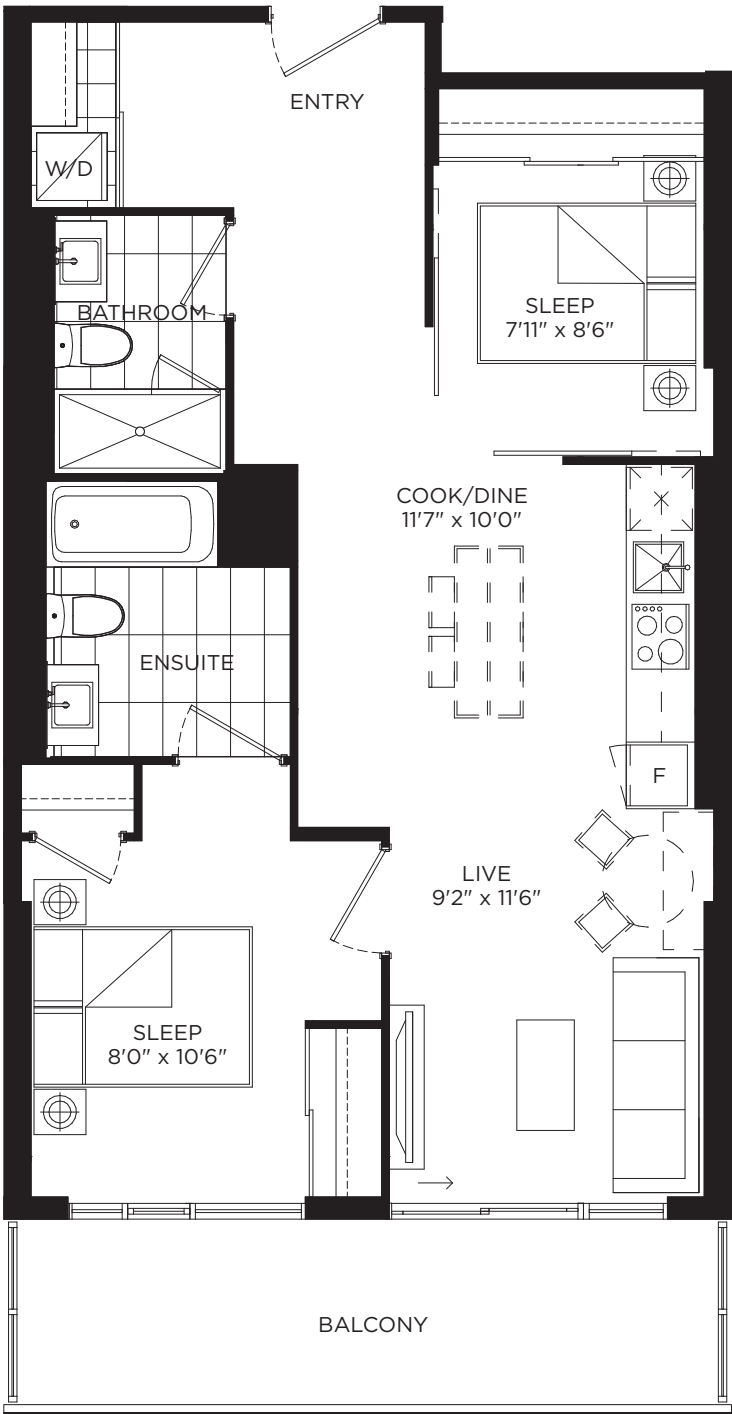 ENTRY
W/D
BATHROOM
SLEEP
7'11" x 8'6"
COOK/DINE
11'7" x 10'0"
ENSUITE
F
LIVE
9'2" x 11'6"
SLEEP
8'0" x 10'6"
BALCONY